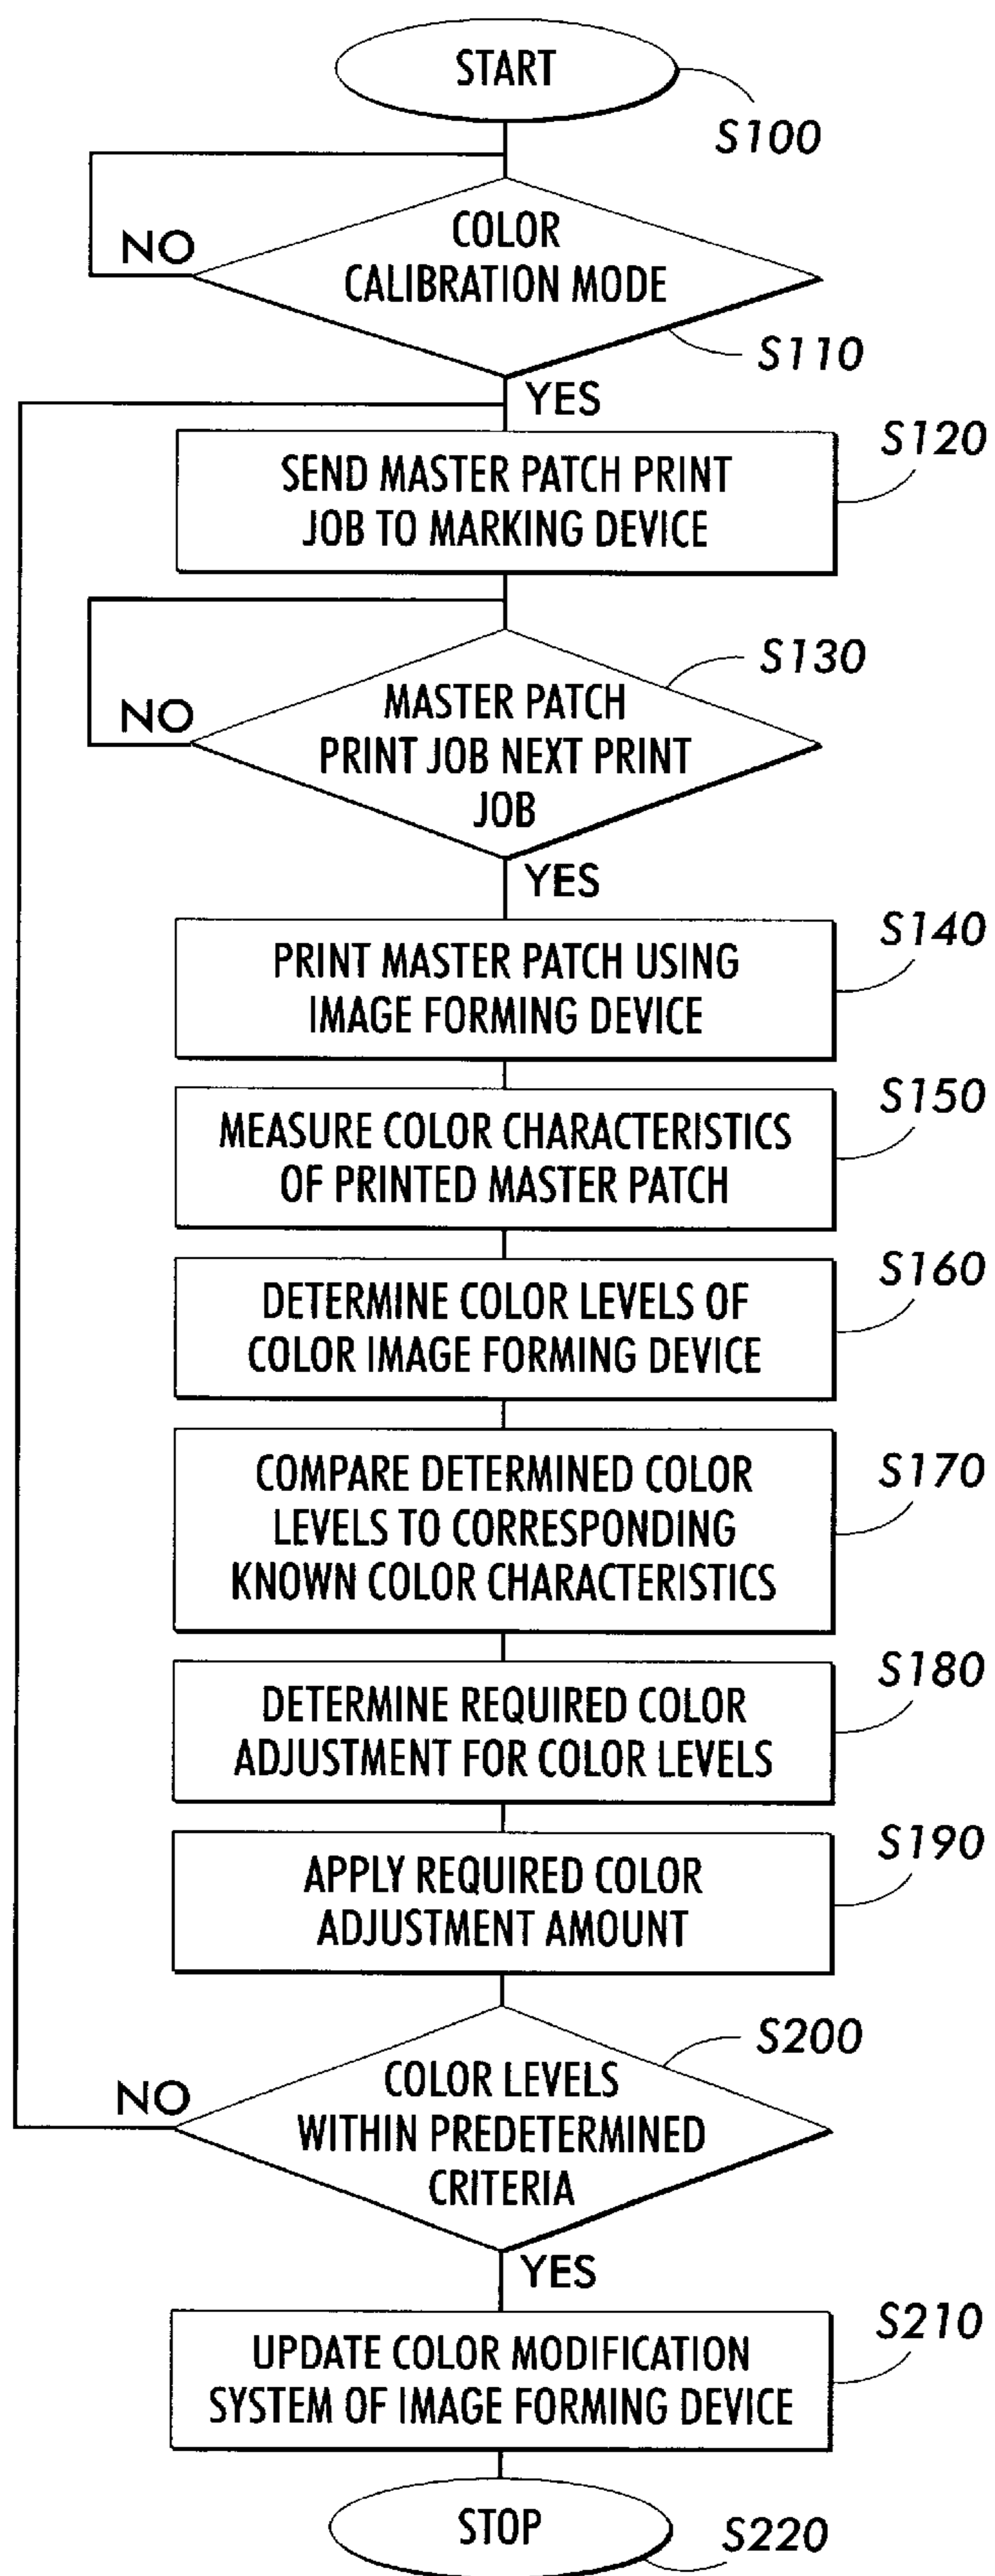 START
S100
COLOR
CALIBRATION MODE
NO
S110
YES
S120
SEND MASTER PATCH PRINT
JOB TO MARKING DEVICE
S130
MASTER PATCH
PRINT JOB NEXT PRINT
JOB
NO
YES
S140
PRINT MASTER PATCH USING
IMAGE FORMING DEVICE
S150
MEASURE COLOR CHARACTERISTICS
OF PRINTED MASTER PATCH
S160
DETERMINE COLOR LEVELS OF
COLOR IMAGE FORMING DEVICE
S170
COMPARE DETERMINED COLOR
LEVELS TO CORRESPONDING
KNOWN COLOR CHARACTERISTICS
S180
DETERMINE REQUIRED COLOR
ADJUSTMENT FOR COLOR LEVELS
S190
APPLY REQUIRED COLOR
ADJUSTMENT AMOUNT
S200
COLOR LEVELS
WITHIN PREDETERMINED
CRITERIA
NO
YES
S210
UPDATE COLOR MODIFICATION
SYSTEM OF IMAGE FORMING DEVICE
STOP
S220